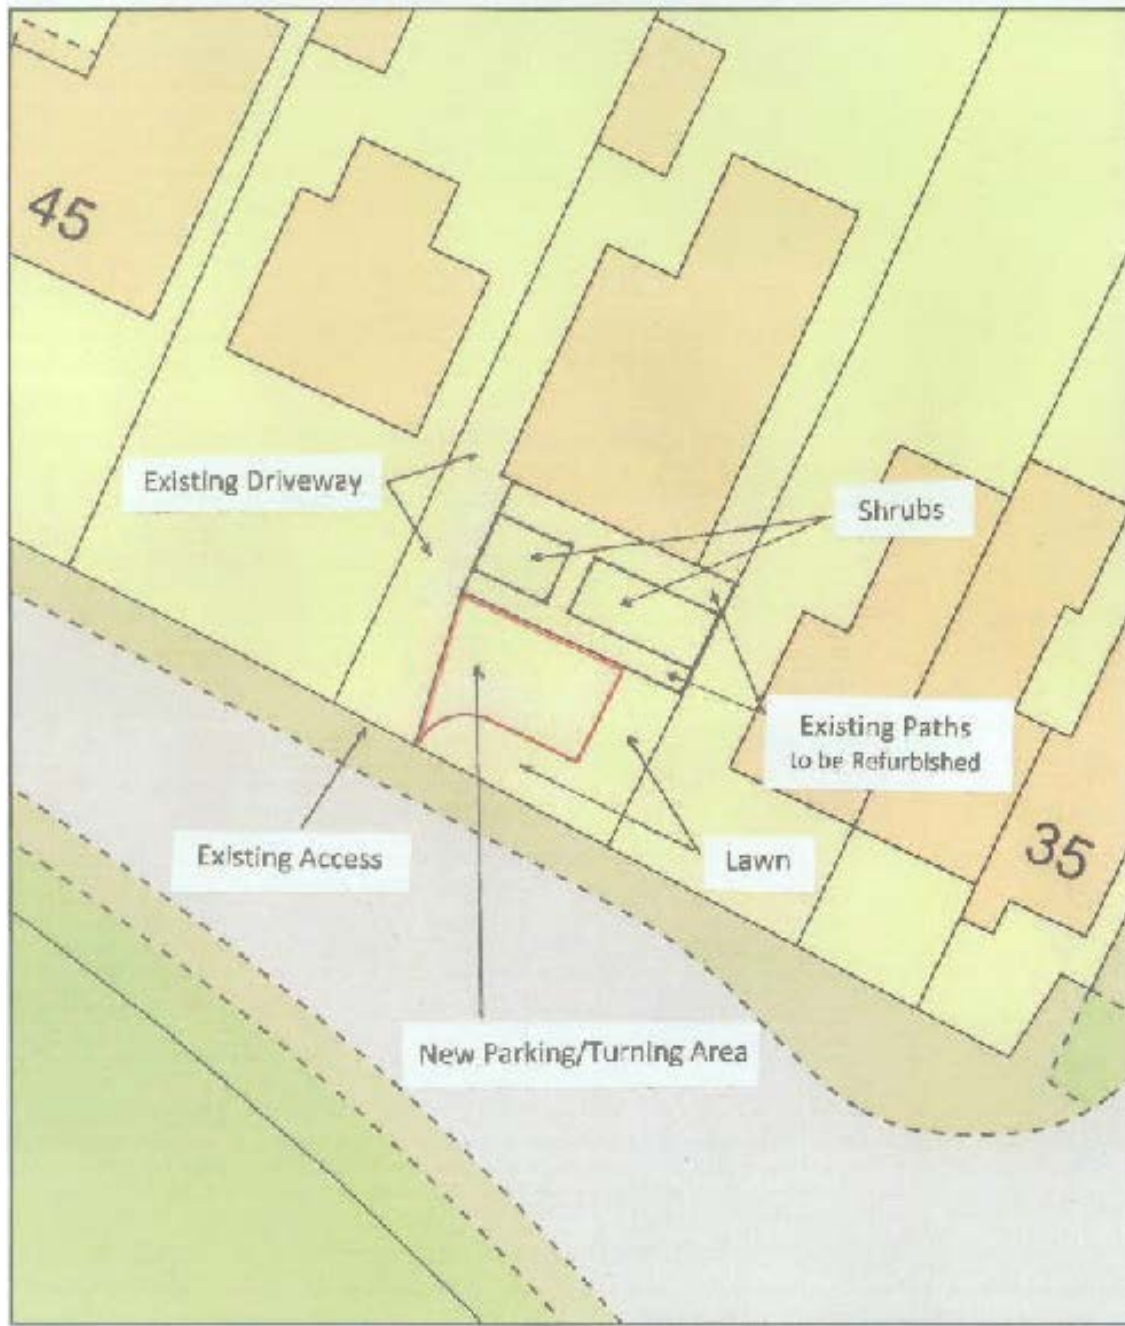 45
Existing Driveway
Shrubs
Existing Paths
to be Refurbished
Existing Access
Lawn
35
New Parking/Turning Area